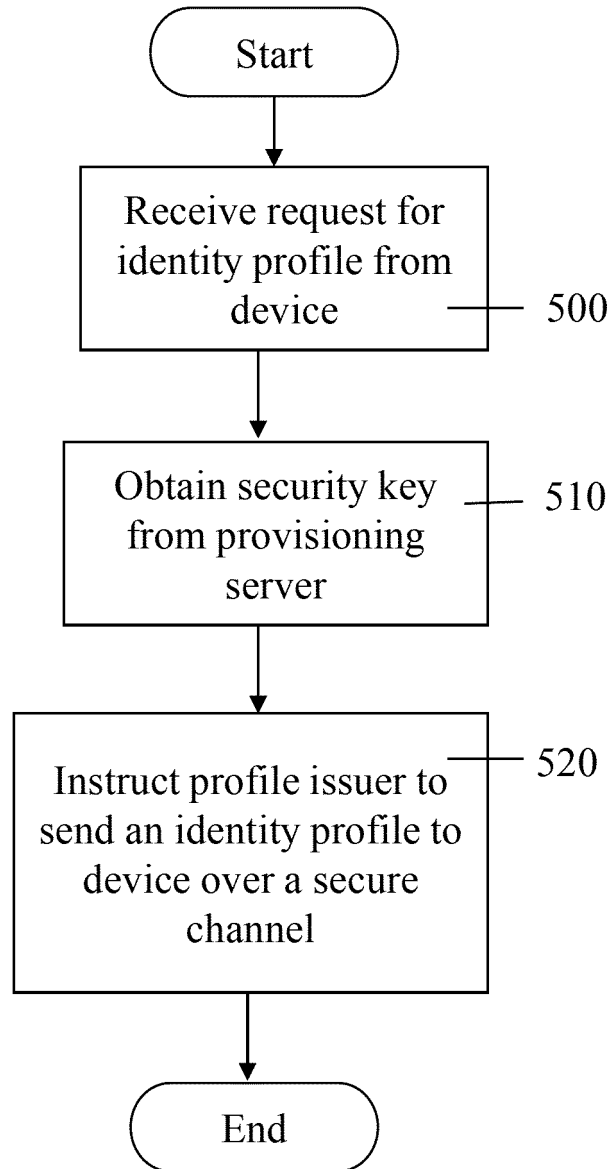 Start
Receive request for
identity profile from
device
500
Obtain security key
from provisioning
server
510
Instruct profile issuer to
send an identity profile to
device over a secure
channel
520
End